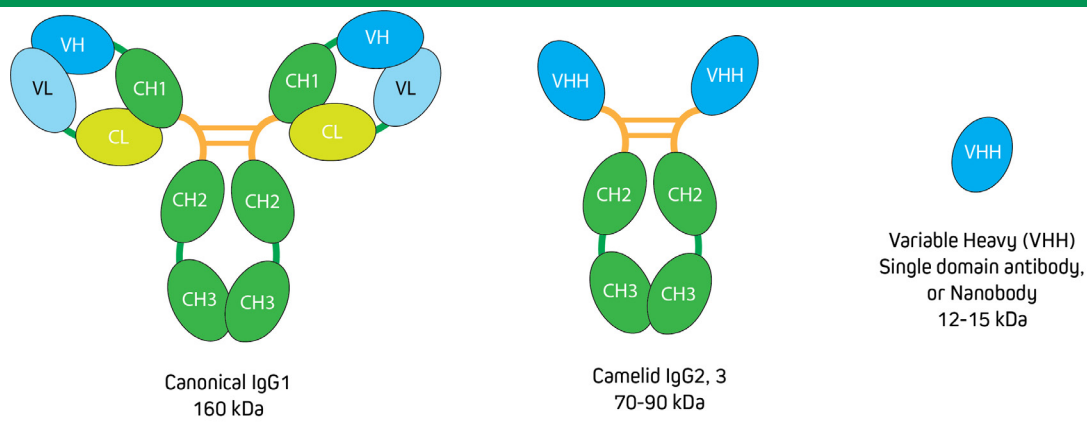 VH
VL
CH1
CL
CH2
CH3
VH
VL
CH1
CL
CH2
CH3
Canonical IgG1
160 kDa
VHH
VHH
CH2
CH2
CH3
CH3
Camelid IgG2, 3
70-90 kDa
VHH
Variable Heavy (VHH)
Single domain antibody,
or Nanobody
12-15 kDa